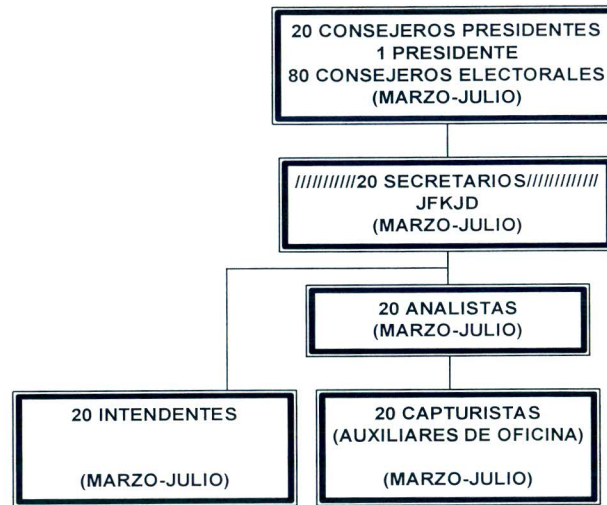 20 CONSEJEROS PRESIDENTES
1 PRESIDENTE
80 CONSEJEROS ELECTORALES
(MARZO-JULIO)
///////////20 SECRETARIOS/////////////
JFKJD
(MARZO-JULIO)
20 ANALISTAS
(MARZO-JULIO)
20 INTENDENTES
(MARZO-JULIO)
20 CAPTURISTAS
(AUXILIARES DE OFICINA)
(MARZO-JULIO)